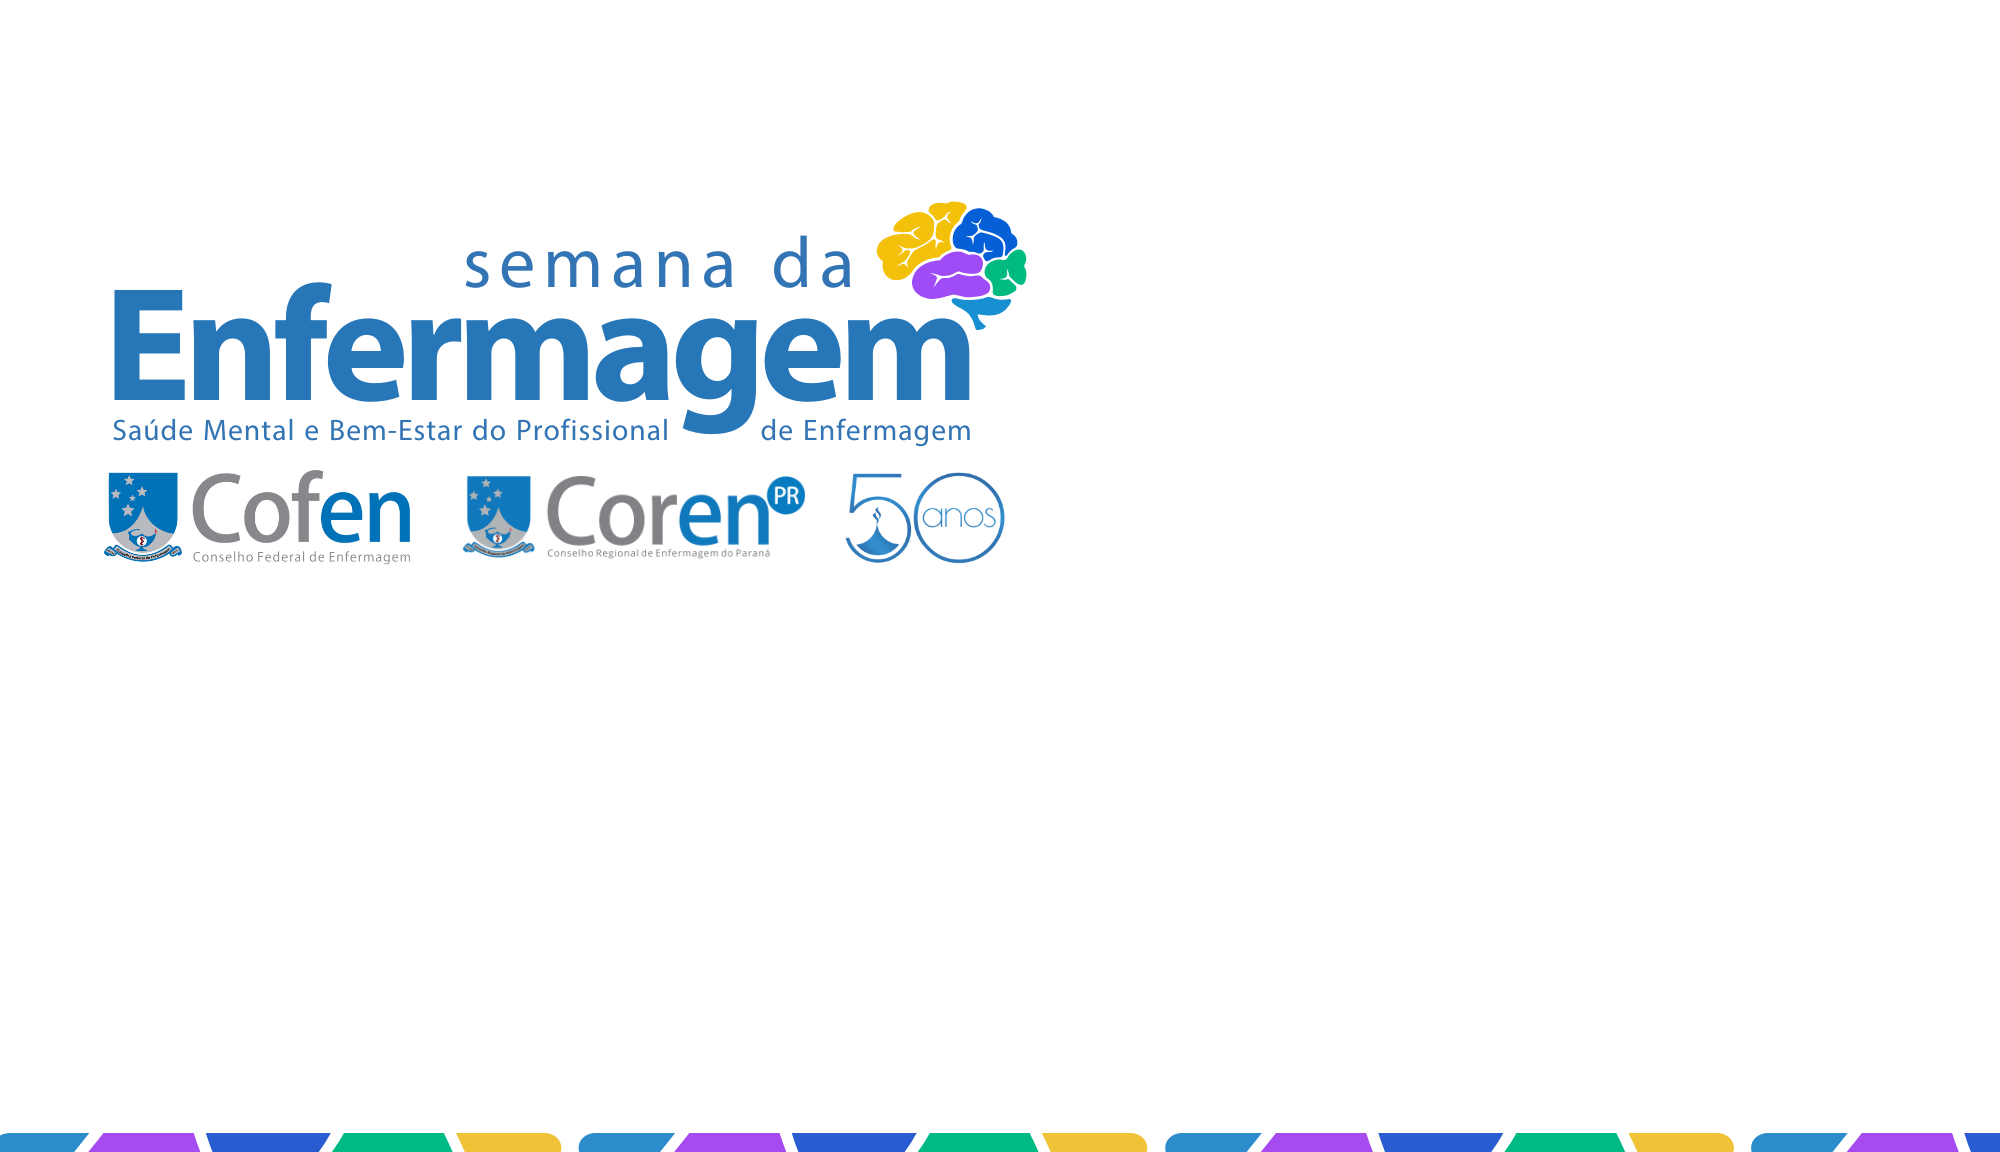 semana da
Enfermagem
Saúde Mental e Bem-Estar do Profissional de Enfermagem
Cofen
Conselho Federal de Enfermagem
Coren PR
Conselho Regional de Enfermagem do Paraná
50 anos